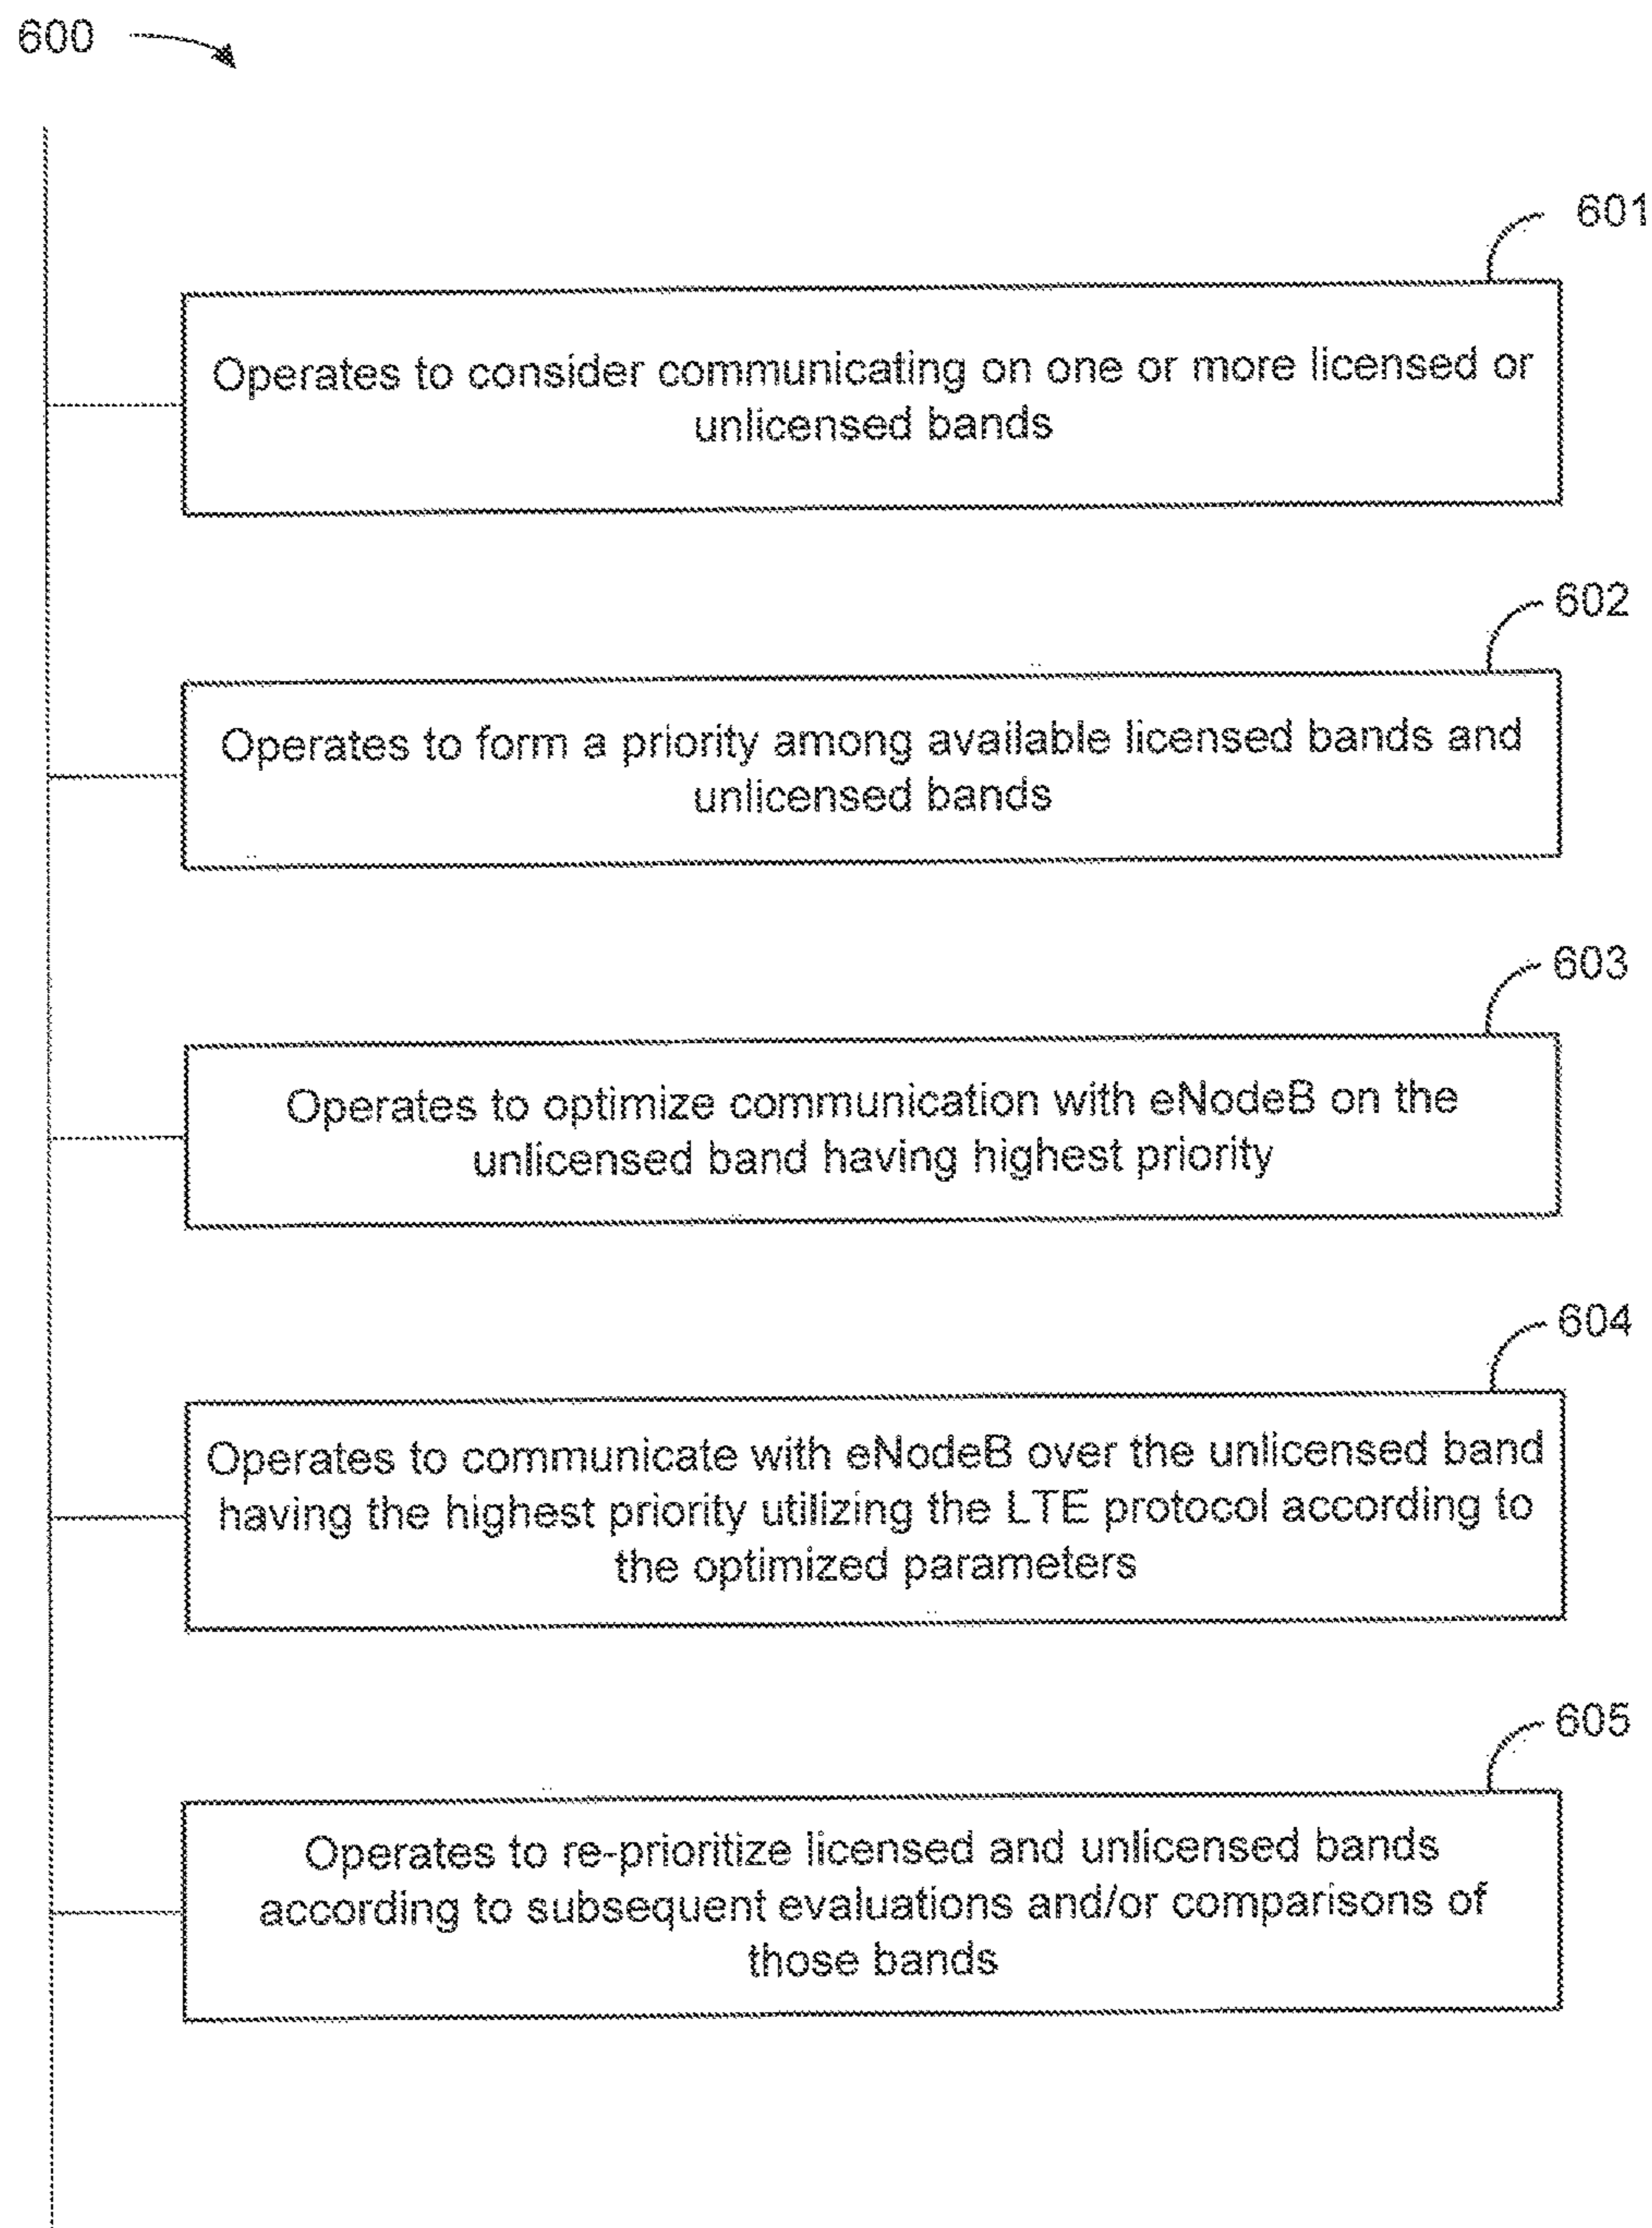 600
601
Operates to consider communicating on one or more licensed or
unlicensed bands
602
Operates to form a priority among available licensed bands and
unlicensed bands
603
Operates to optimize communication with eNodeB on the
unlicensed band having highest priority
604
Operates to communicate with eNodeB over the unlicensed band
having the highest priority utilizing the LTE protocol according to
the optimized parameters
605
Operates to re-prioritize licensed and unlicensed bands
according to subsequent evaluations and/or comparisons of
those bands